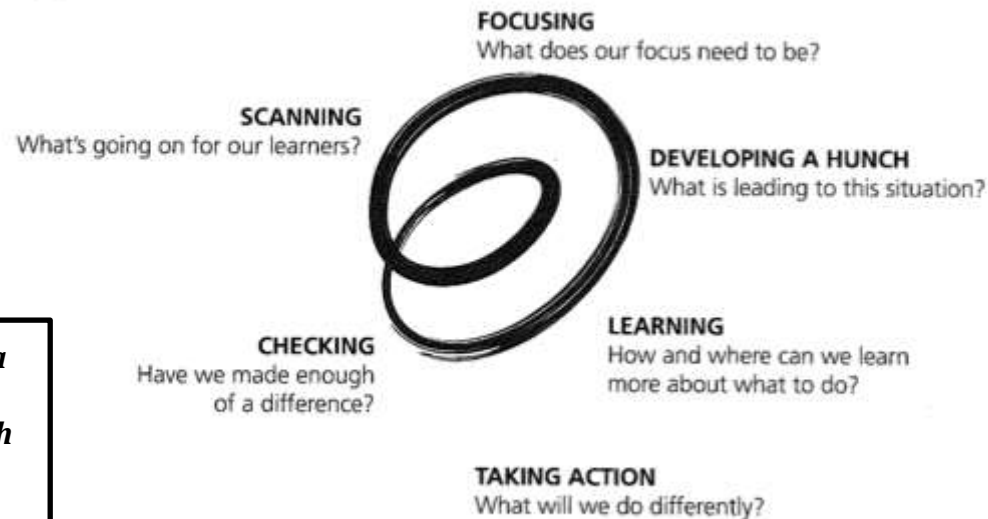 FOCUSING
What does our focus need to be?
SCANNING
What's going on for our learners?
DEVELOPING A HUNCH
What is leading to this situation?
LEARNING
How and where can we learn
more about what to do?
CHECKING
Have we made enough
of a difference?
TAKING ACTION
What will we do differently?
a